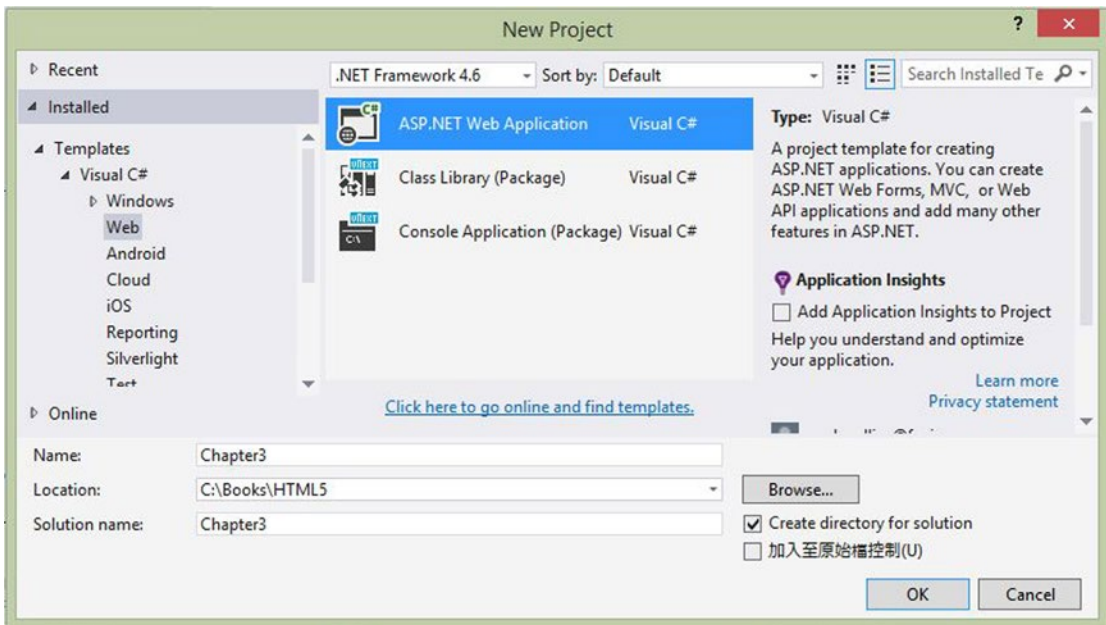 New Project
?
Recent
Installed
Templates
Visual C#
Windows
Web
Android
Cloud
iOS
Reporting
Silverlight
Test
Online
.NET Framework 4.6
Sort by: Default
Search Installed Te
ASP.NET Web Application Visual C#
Class Library (Package) Visual C#
Console Application (Package) Visual C#
Click here to go online and find templates.
Type: Visual C#
A project template for creating
ASP.NET applications. You can create
ASP.NET Web Forms, MVC, or Web
API applications and add many other
features in ASP.NET.
Application Insights
Add Application Insights to Project
Help you understand and optimize
your application.
Learn more
Privacy statement
Name: Chapter3
Location: C:\Books\HTML5
Browse...
Solution name: Chapter3
Create directory for solution
加入至原始檔控制(U)
OK
Cancel